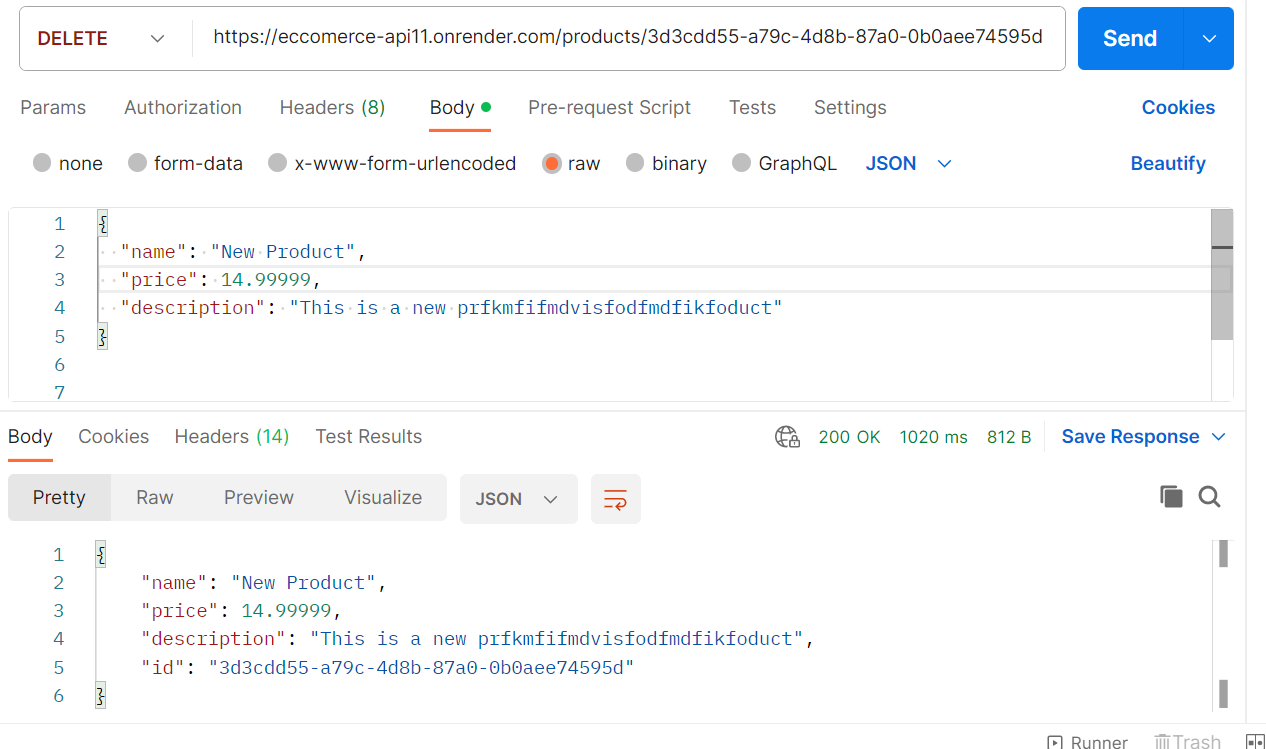 DELETE https://eccomerce-api11.onrender.com/products/3d3cdd55-a79c-4d8b-87a0-0b0aee74595d Send
Params Authorization Headers (8) Body Pre-request Script Tests Settings Cookies
none form-data x-www-form-urlencoded raw binary GraphQL JSON Beautify
1 {
2 "name": "New Product",
3 "price": 14.99999,
4 "description": "This is a new prfkmfifmdvisfodfmdfikfoduct"
5 }
6
7
Body Cookies Headers (14) Test Results 200 OK 1020 ms 812 B Save Response
Pretty Raw Preview Visualize JSON
1 {
2 "name": "New Product",
3 "price": 14.99999,
4 "description": "This is a new prfkmfifmdvisfodfmdfikfoduct",
5 "id": "3d3cdd55-a79c-4d8b-87a0-0b0aee74595d"
6 }
Runner Trash